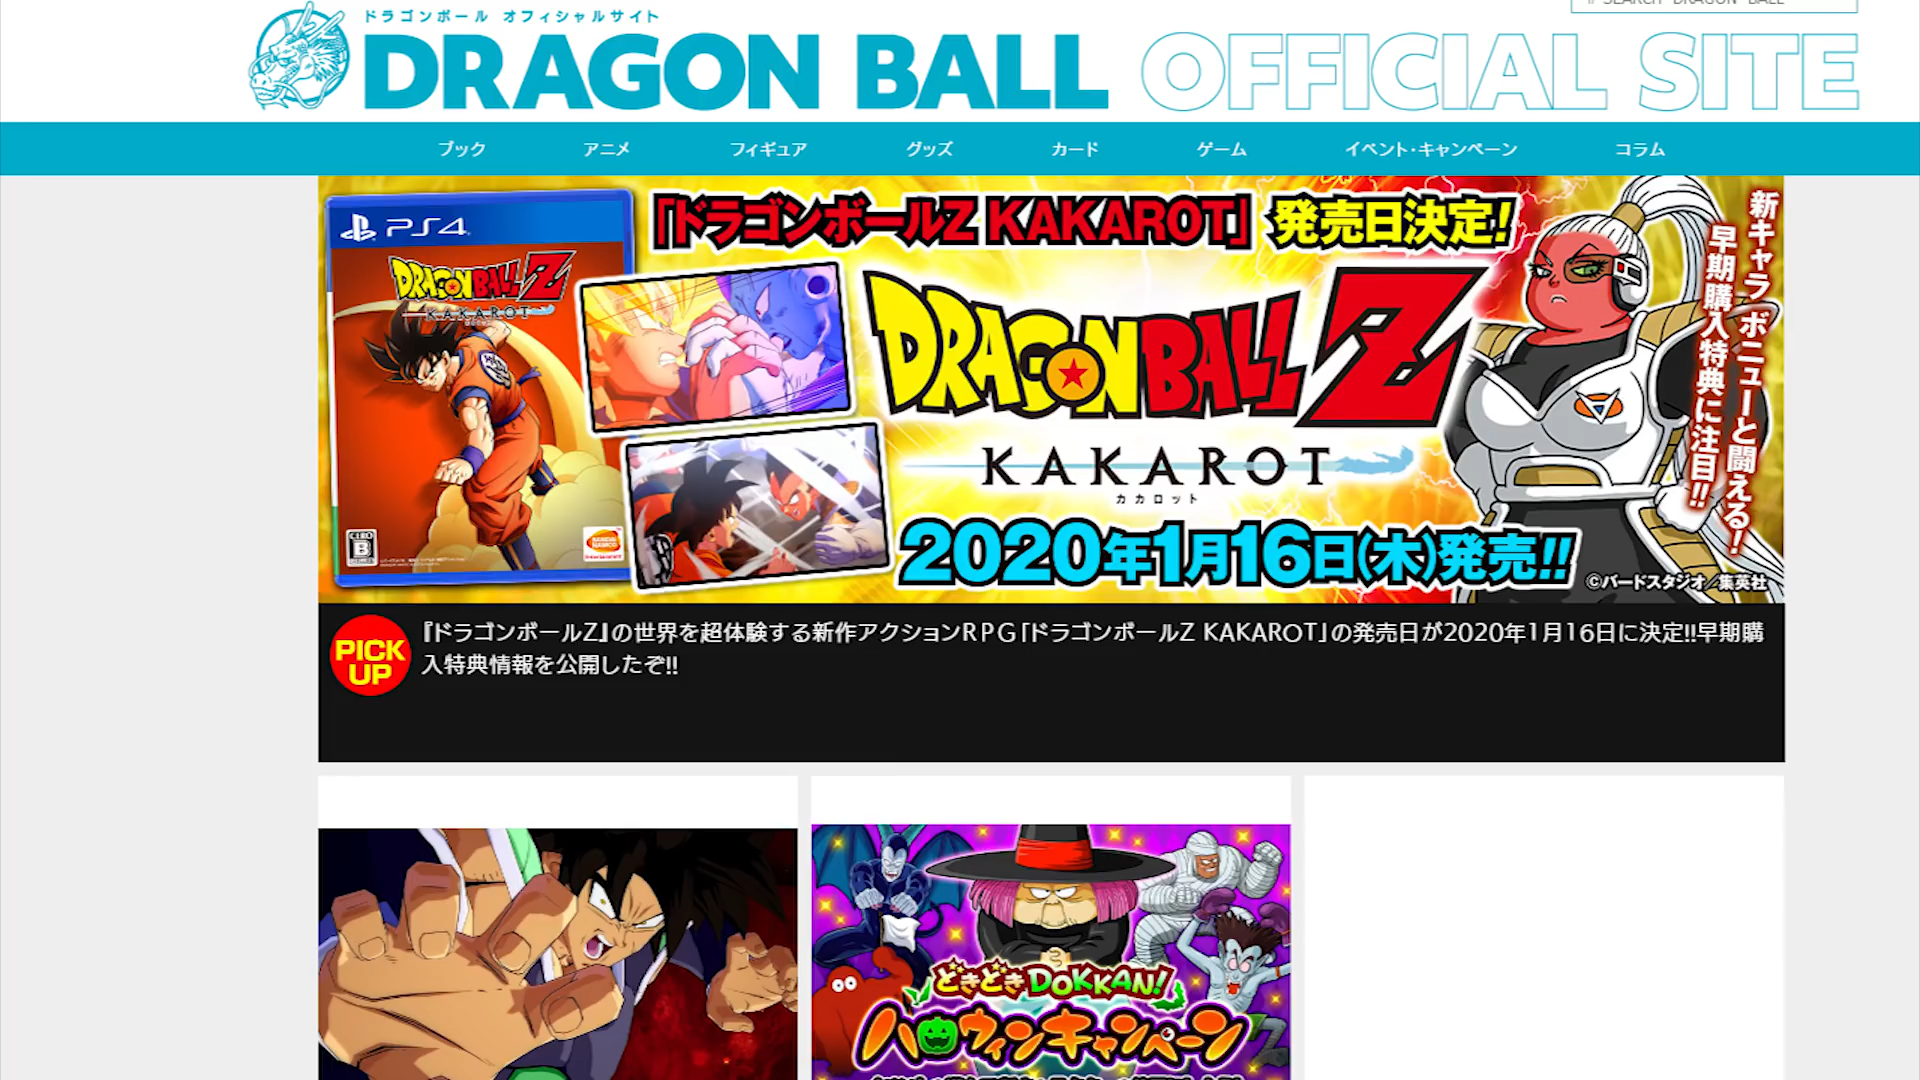 # SEARCH DRAGON BALL
ドラゴンボール オフィシャルサイト
DRAGON BALL OFFICIAL SITE
ブック アニメ フィギュア グッズ カード ゲーム イベント・キャンペーン コラム
「ドラゴンボールZ KAKAROT」発売日決定!
PS4
DRAGON BALL Z
KAKAROT
B
BANDAI NAMCO
Entertainment
DRAGON BALL Z
KAKAROT
カカロット
2020年1月16日(木)発売!!
新キャラ“ボニュー”と闘える!
早期購入特典に注目!!
©バードスタジオ/集英社
PICK UP
『ドラゴンボールZ』の世界を超体験する新作アクションRPG「ドラゴンボールZ KAKAROT」の発売日が2020年1月16日に決定!!早期購
入特典情報を公開したぞ!!
どきどきDOKKAN!
ハロウィンキャンペーン